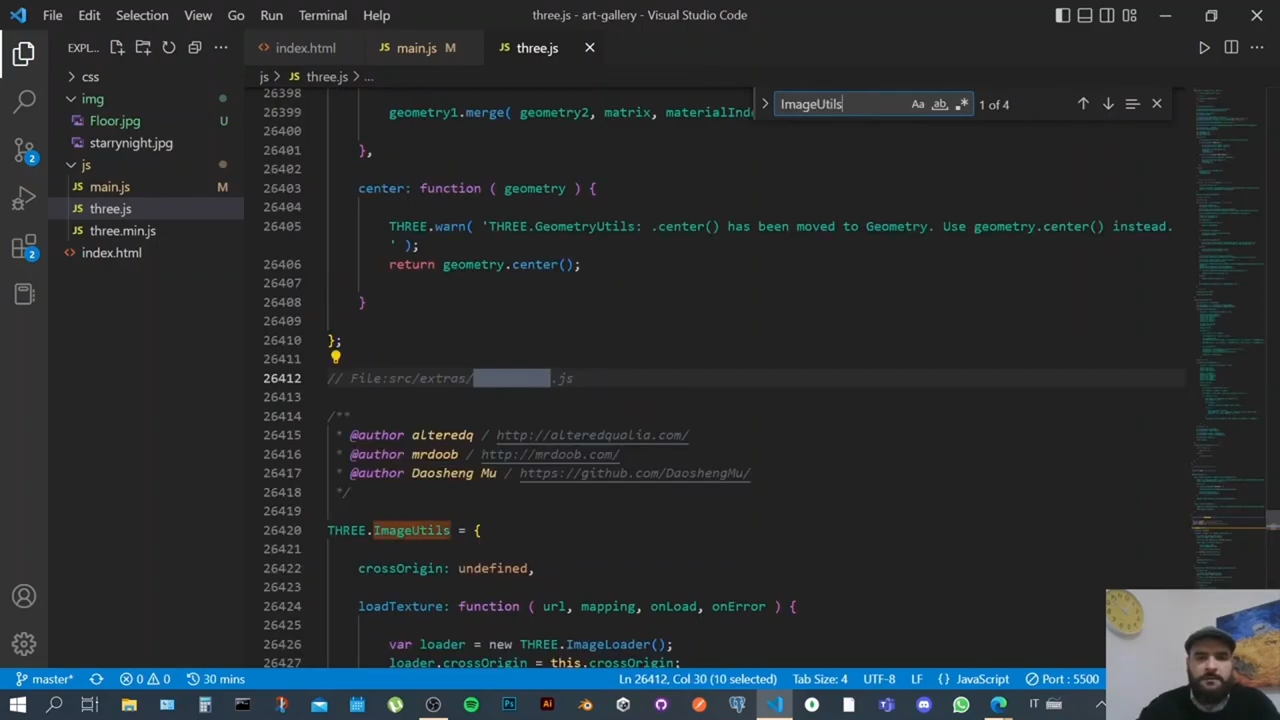 File Edit Selection View Go Run Terminal Help
three.js - art-gallery - Visual Studio Code
EXPL...
index.html
main.js M
three.js
css
js > three.js > ...
img
Floor.jpg U
starrynight.jpg
js
main.js M
three.js
three.min.js
index.html
ImageUtils
Aa ab 1 of 4
2
2
26398
26399 geometry1.merge( geometry2, matrix, materialInde
26400
26401 },
26402
26403 center: function ( geometry ) {
26404
26405 THREE.warn( 'THREE.GeometryUtils: .center() has been moved to Geometry. Use geometry.center() instead.
' );
26406 return geometry.center();
26407
26408 }
26409
26410 };
26411
26412 // File:src/extras/ .js
26413
26414 /**
26415 * @author alteredq / http://alteredqualia.com/
26416 * @author mrdoob / http://mrdoob.com/
26417 * @author Daosheng Mu / https://github.com/DaoshengMu/
26418 */
26419
26420 THREE.ImageUtils = {
26421
26422 crossOrigin: undefined,
26423
26424 loadTexture: function ( url, mapping, onLoad, onError ) {
26425
26426 var loader = new THREE.ImageLoader();
26427 loader.crossOrigin = this.crossOrigin;
master* 0 0 30 mins Ln 26412, Col 30 (10 selected) Tab Size: 4 UTF-8 LF {} JavaScript Port : 5500
Ps Ai IT